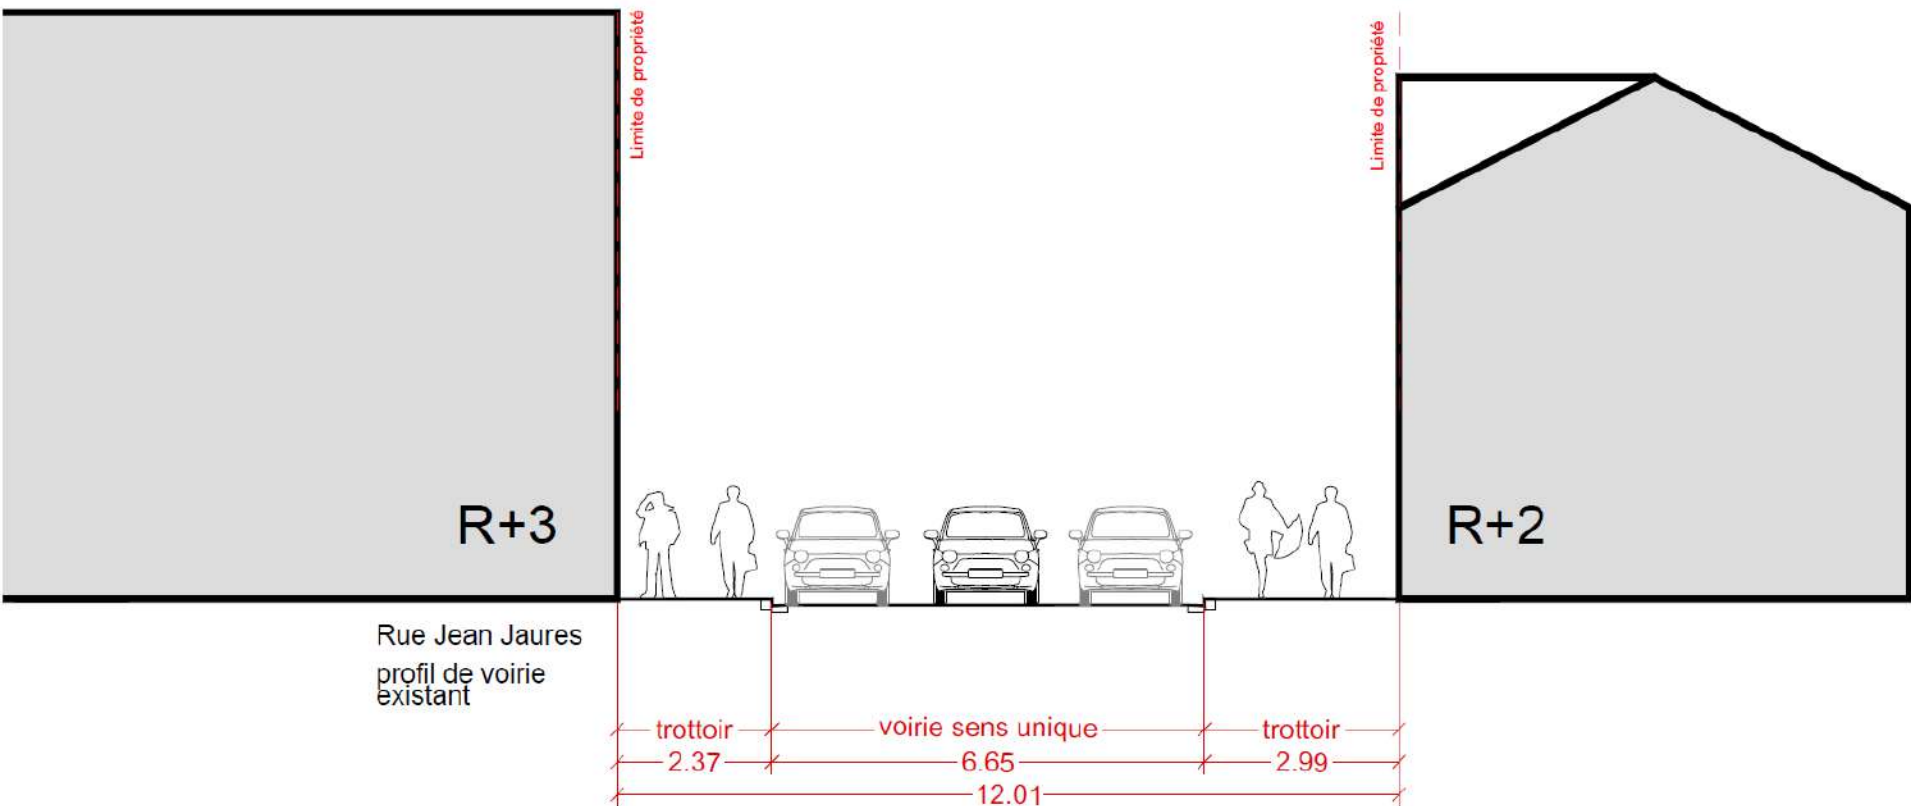 Limite de propriété
Limite de propriété
R+3
R+2
Rue Jean Jaures
profil de voirie
existant
trottoir
voirie sens unique
trottoir
2.37
6.65
2.99
12.01